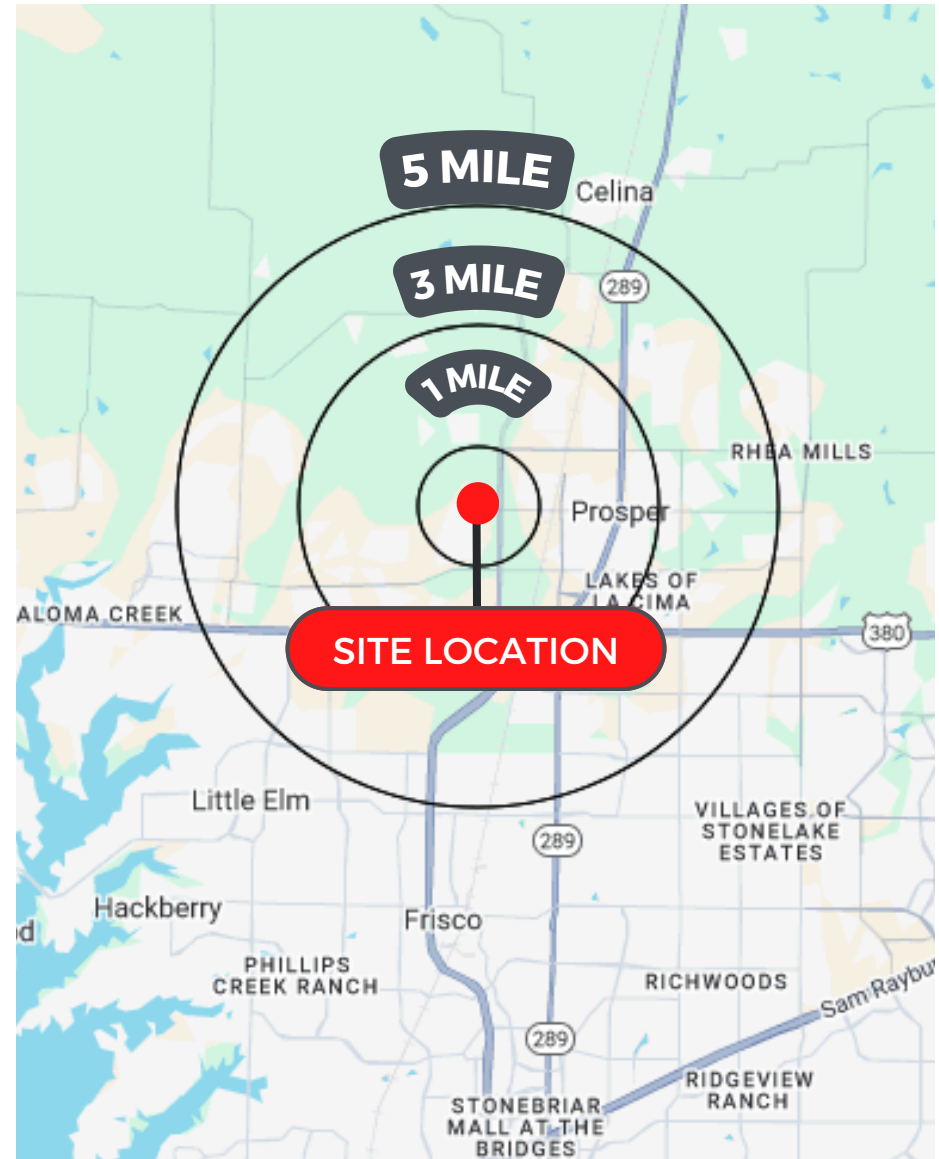 5 MILE
Celina
3 MILE
289
1 MILE
RHEA MILLS
Prosper
LAKES OF
LA CIMA
ALOMA CREEK
380
SITE LOCATION
Little Elm
VILLAGES OF
STONELAKE
ESTATES
289
Hackberry
Frisco
d
PHILLIPS
CREEK RANCH
RICHWOODS
Sam Raybur
289
RIDGEVIEW
RANCH
STONEBRIAR
MALL AT THE
BRIDGES